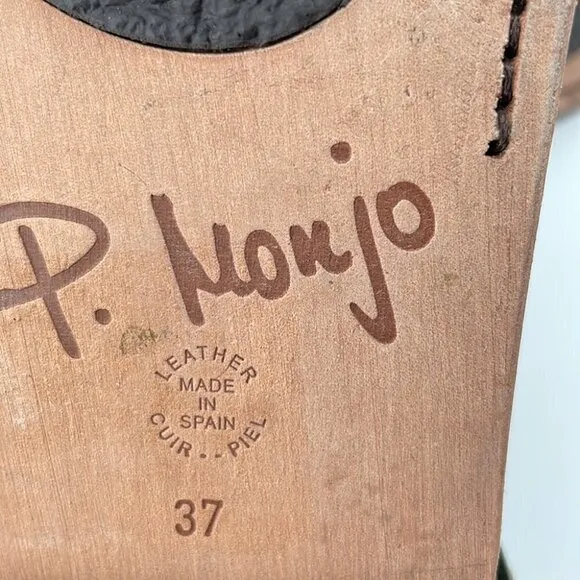 P. Monjo
LEATHER
MADE
IN
SPAIN
CUIR . . PIEL
37